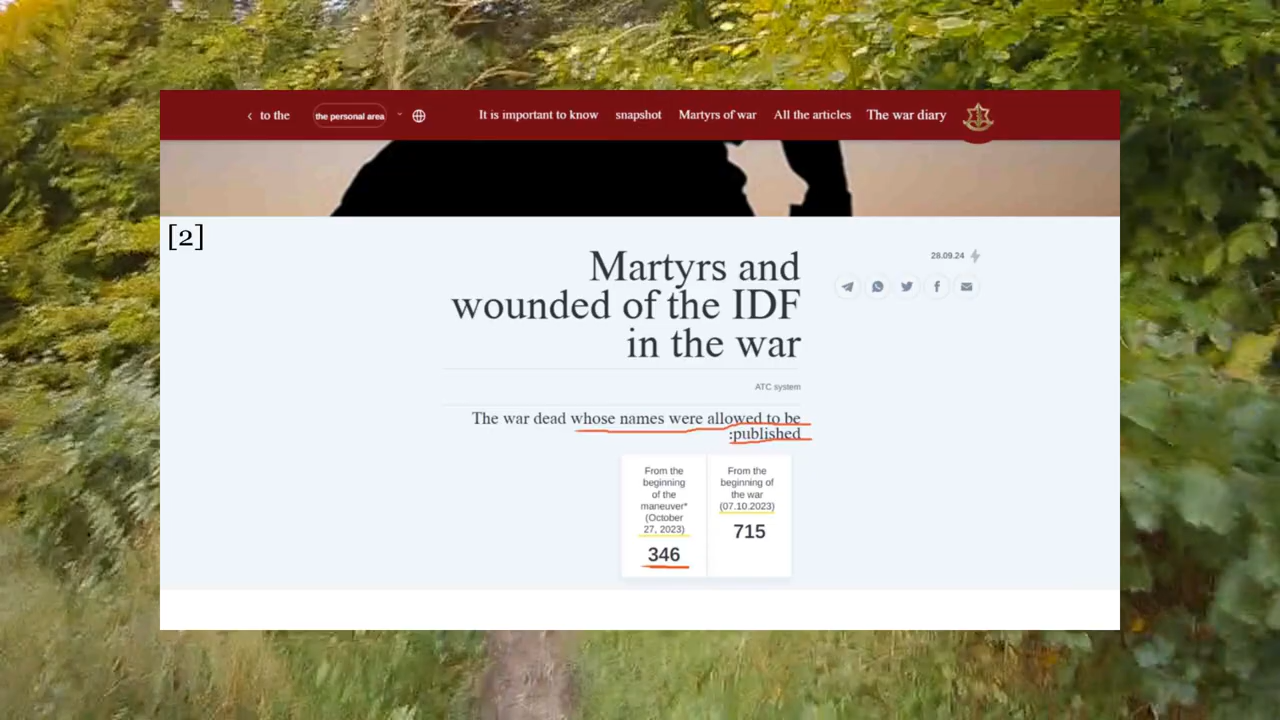 to the
the personal area
It is important to know
snapshot
Martyrs of war
All the articles
The war diary
[2]
Martyrs and
wounded of the IDF
in the war
28.09.24
ATC system
The war dead whose names were allowed to be
:published
From the
beginning
of the
maneuver*
(October
27, 2023)
346
From the
beginning of
the war
(07.10.2023)
715